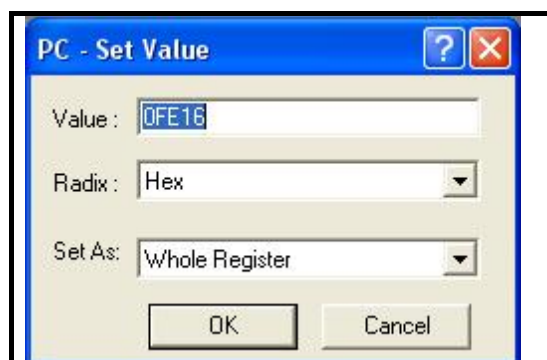 PC - Set Value
Value : 0FE16
Radix : Hex
Set As: Whole Register
OK Cancel